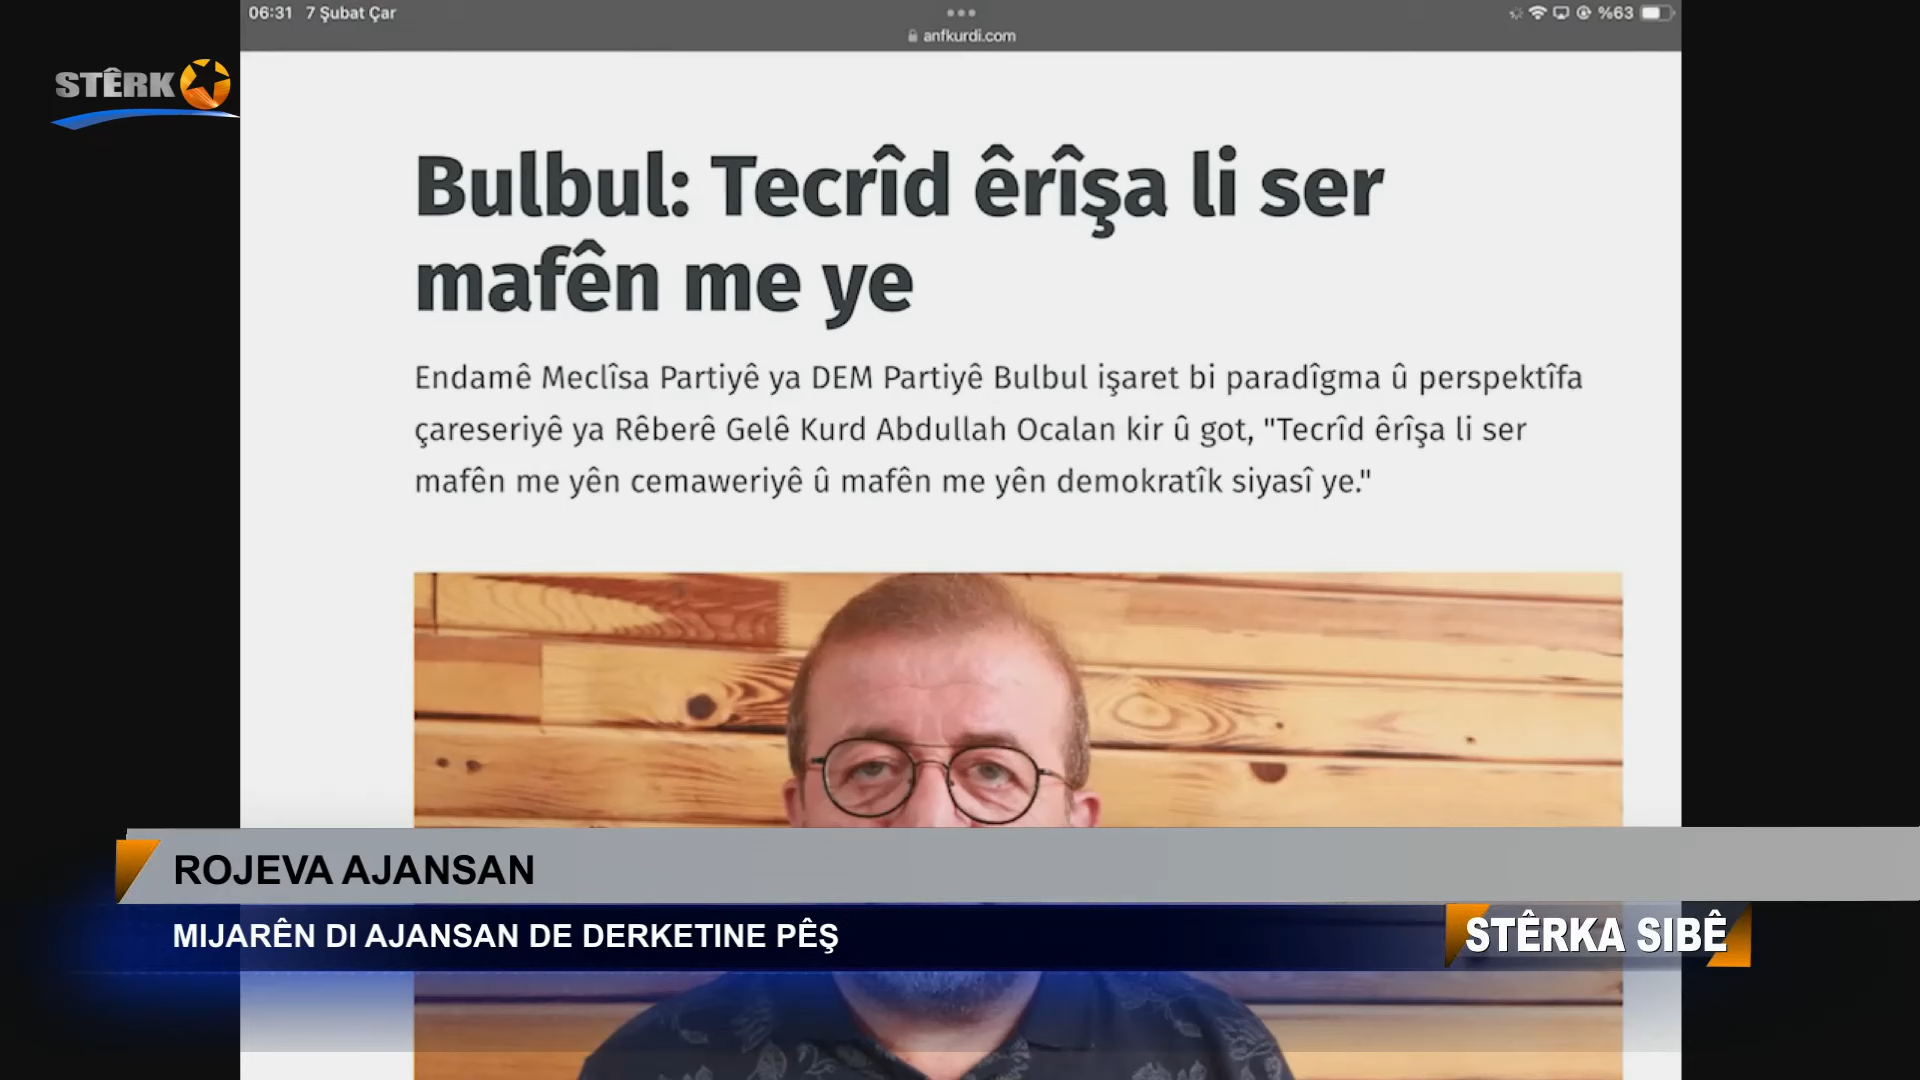 06:31 7 Şubat Çar
%63
anfkurdi.com
STÊRK
Bulbul: Tecrîd êrîşa li ser
mafên me ye
Endamê Meclîsa Partiyê ya DEM Partiyê Bulbul işaret bi paradîgma û perspektîfa
çareseriyê ya Rêberê Gelê Kurd Abdullah Ocalan kir û got, "Tecrîd êrîşa li ser
mafên me yên cemaweriyê û mafên me yên demokratîk siyasî ye."
ROJEVA AJANSAN
MIJARÊN DI AJANSAN DE DERKETINE PÊŞ
STÊRKA SIBÊ